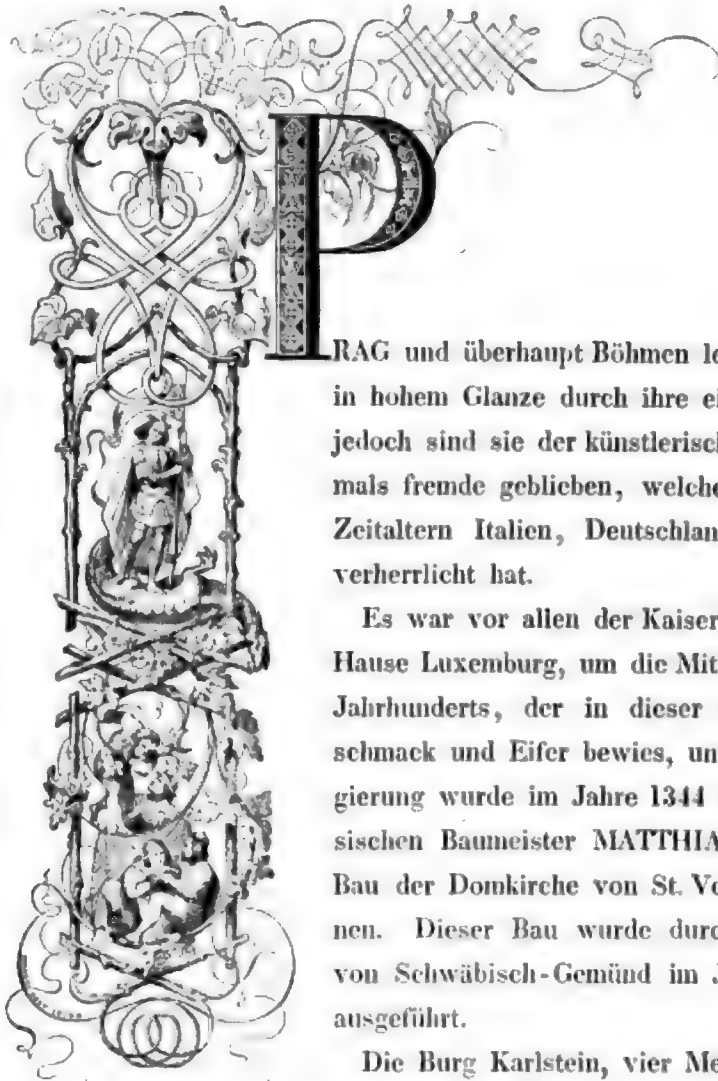 PRAG und überhaupt Böhmen le
in hohem Glanze durch ihre ei
jedoch sind sie der künstlerisch
mals fremde geblieben, welche
Zeitaltern Italien, Deutschlan
verherrlicht hat.
Es war vor allen der Kaiser
Hause Luxemburg, um die Mit
Jahrhunderts, der in dieser
schmack und Eifer bewies, un
gierung wurde im Jahre 1344
sischen Baumeister MATTHIA
Bau der Domkirche von St. Ve
nen. Dieser Bau wurde durc
von Schwäbisch-Gemünd im J
ausgeführt.
Die Burg Karlstein, vier Me